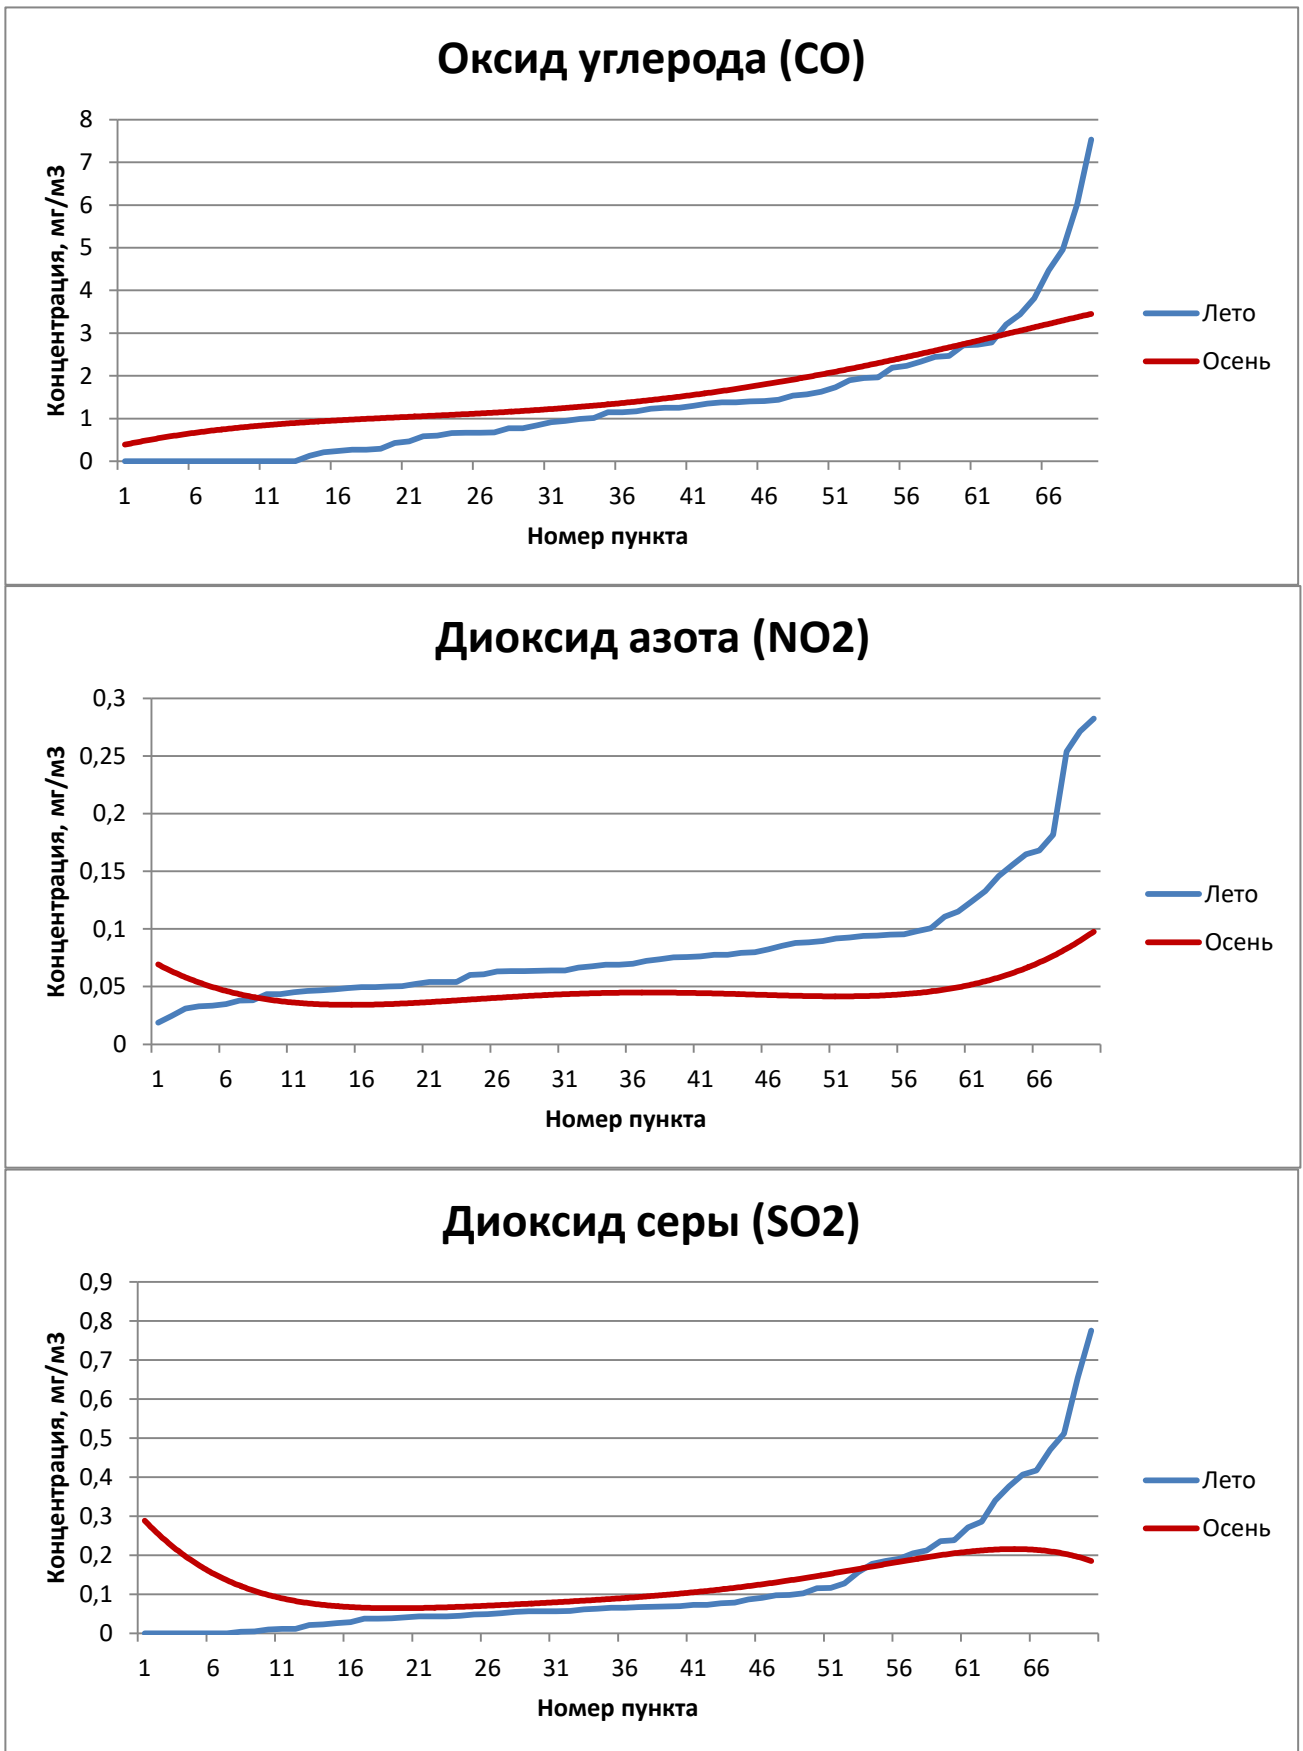 Оксид углерода (СО)
Концентрация, мг/м3
8
7
6
5
4
3
2
1
0
1 6 11 16 21 26 31 36 41 46 51 56 61 66
Номер пункта
Лето
Осень
Диоксид азота (NO2)
Концентрация, мг/м3
0,3
0,25
0,2
0,15
0,1
0,05
0
1 6 11 16 21 26 31 36 41 46 51 56 61 66
Номер пункта
Лето
Осень
Диоксид серы (SO2)
Концентрация, мг/м3
0,9
0,8
0,7
0,6
0,5
0,4
0,3
0,2
0,1
0
1 6 11 16 21 26 31 36 41 46 51 56 61 66
Номер пункта
Лето
Осень